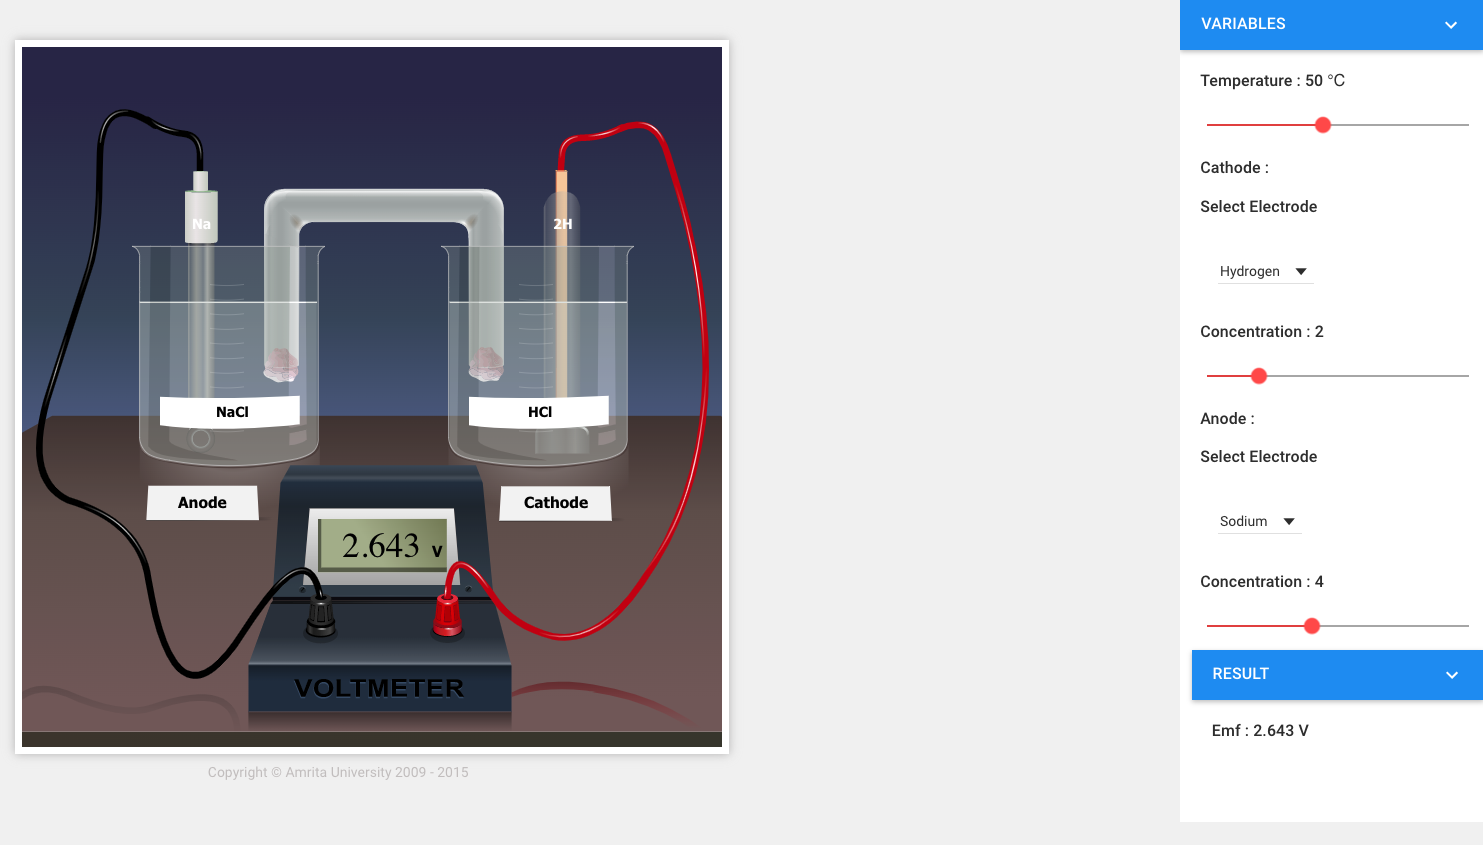 VARIABLES
Temperature : 50 °C
Cathode :
Select Electrode
Hydrogen
Concentration : 2
Anode :
Select Electrode
Sodium
Concentration : 4
RESULT
Emf : 2.643 V
Na
2H
NaCl
HCl
Anode
Cathode
2.643 V
VOLTMETER
Copyright © Amrita University 2009 - 2015